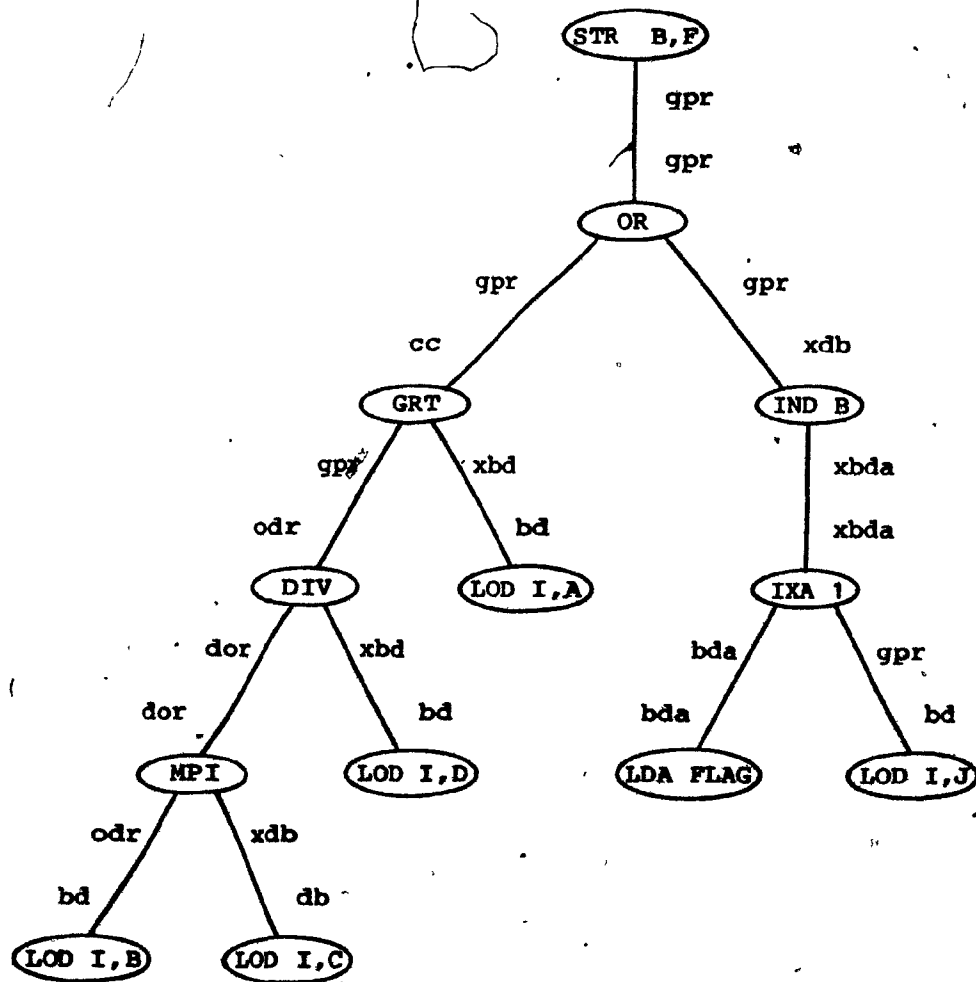 STR B,F
gpr
gpr
OR
gpr gpr
cc xdb
GRT IND B
gpr xbd xbda
odr bd xbda
DIV LOD I,A IXA 1
dor xbd bda gpr
dor bd bda bd
MPI LOD I,D LDA FLAG LOD I,J
odr xdb
bd db
LOD I,B LOD I,C